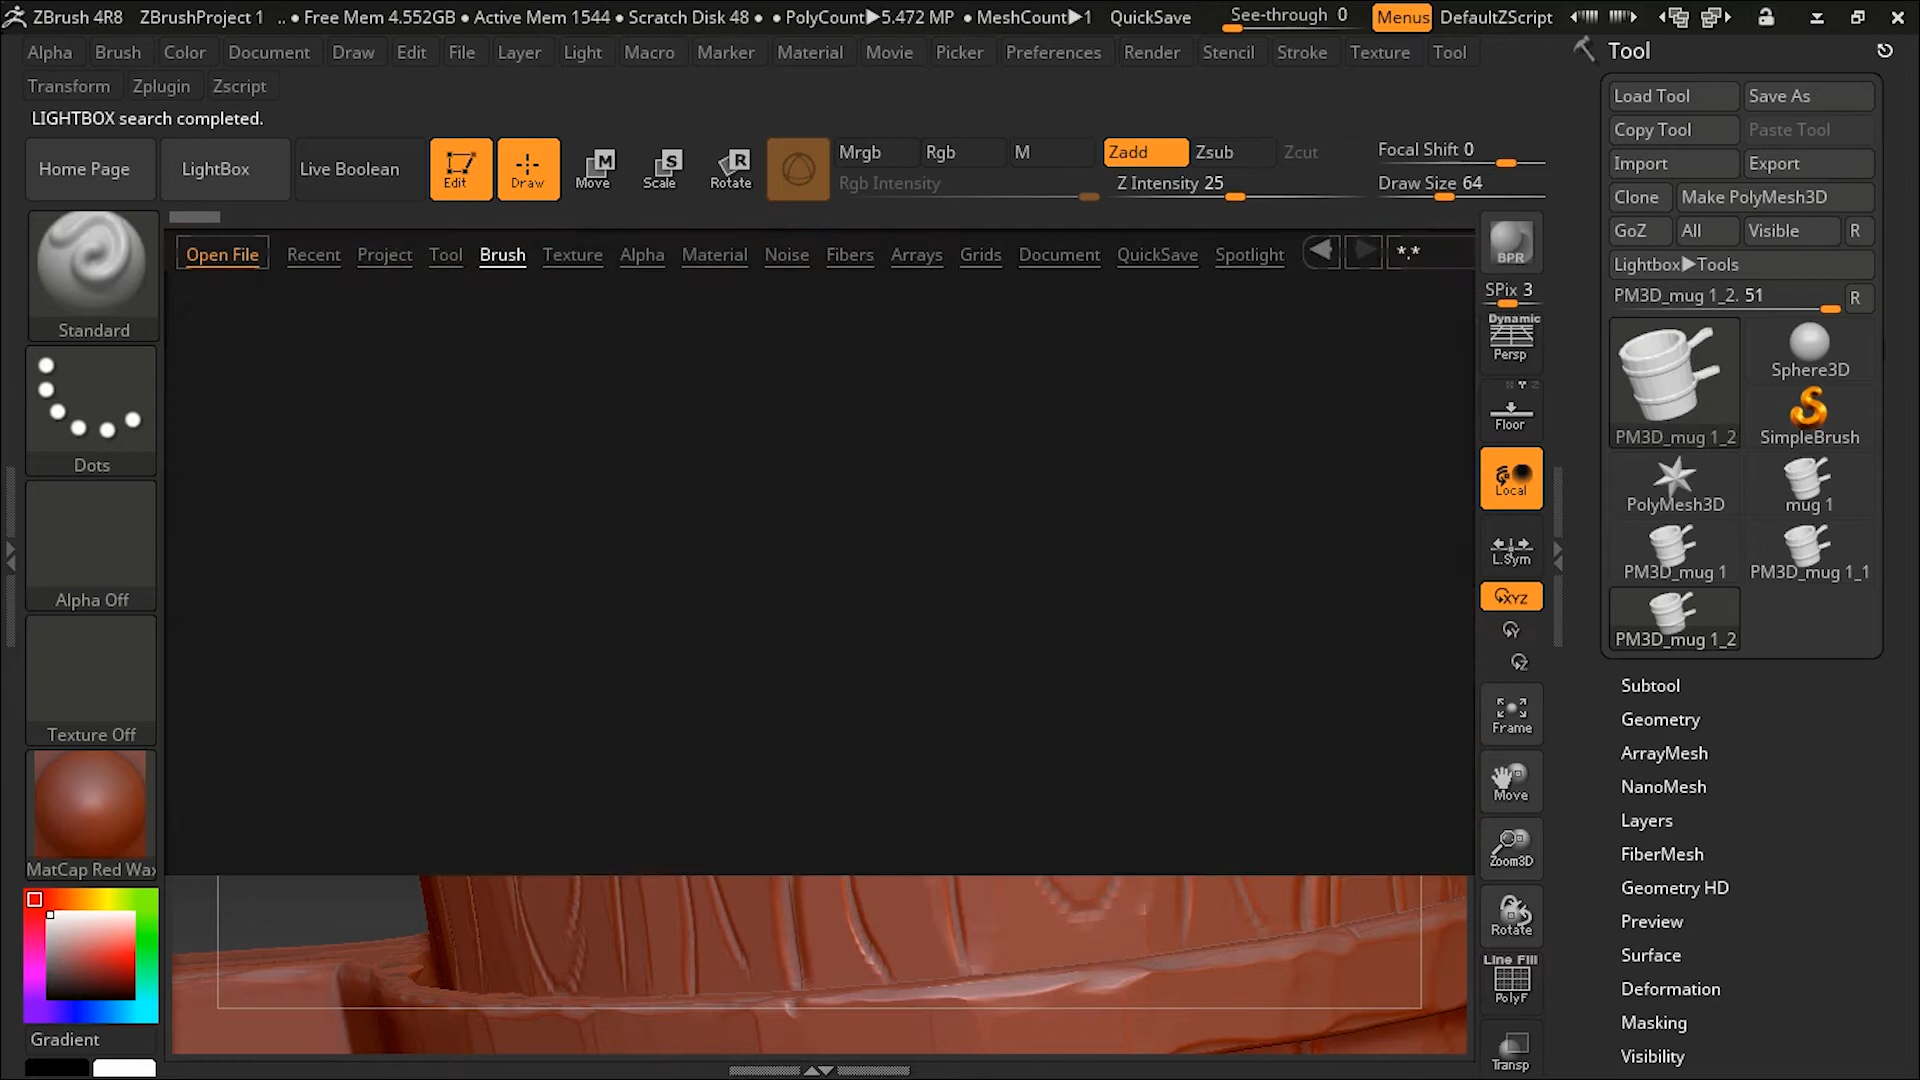 ZBrush 4R8 ZBrushProject 1 .. • Free Mem 4.552GB • Active Mem 1544 • Scratch Disk 48 • • PolyCount▶5.472 MP • MeshCount▶1 QuickSave See-through 0 Menus DefaultZScript
Alpha Brush Color Document Draw Edit File Layer Light Macro Marker Material Movie Picker Preferences Render Stencil Stroke Texture Tool
Transform Zplugin Zscript
LIGHTBOX search completed.
Home Page LightBox Live Boolean Edit Draw Move Scale Rotate
M S R
Mrgb Rgb M Zadd Zsub Zcut Focal Shift 0
Rgb Intensity Z Intensity 25 Draw Size 64
Open File Recent Project Tool Brush Texture Alpha Material Noise Fibers Arrays Grids Document QuickSave Spotlight *.*
Standard
Dots
Alpha Off
Texture Off
MatCap Red Wax
Gradient
BPR
SPix 3
Dynamic
Persp
X Y Z
Floor
Local
L.Sym
XYZ
Y
Z
Frame
Move
Zoom3D
Rotate
Line Fill
PolyF
Transp
Tool
Load Tool Save As
Copy Tool Paste Tool
Import Export
Clone Make PolyMesh3D
GoZ All Visible R
Lightbox▶Tools
PM3D_mug 1_2. 51 R
PM3D_mug 1_2 Sphere3D
SimpleBrush
PolyMesh3D mug 1
PM3D_mug 1 PM3D_mug 1_1
PM3D_mug 1_2
Subtool
Geometry
ArrayMesh
NanoMesh
Layers
FiberMesh
Geometry HD
Preview
Surface
Deformation
Masking
Visibility